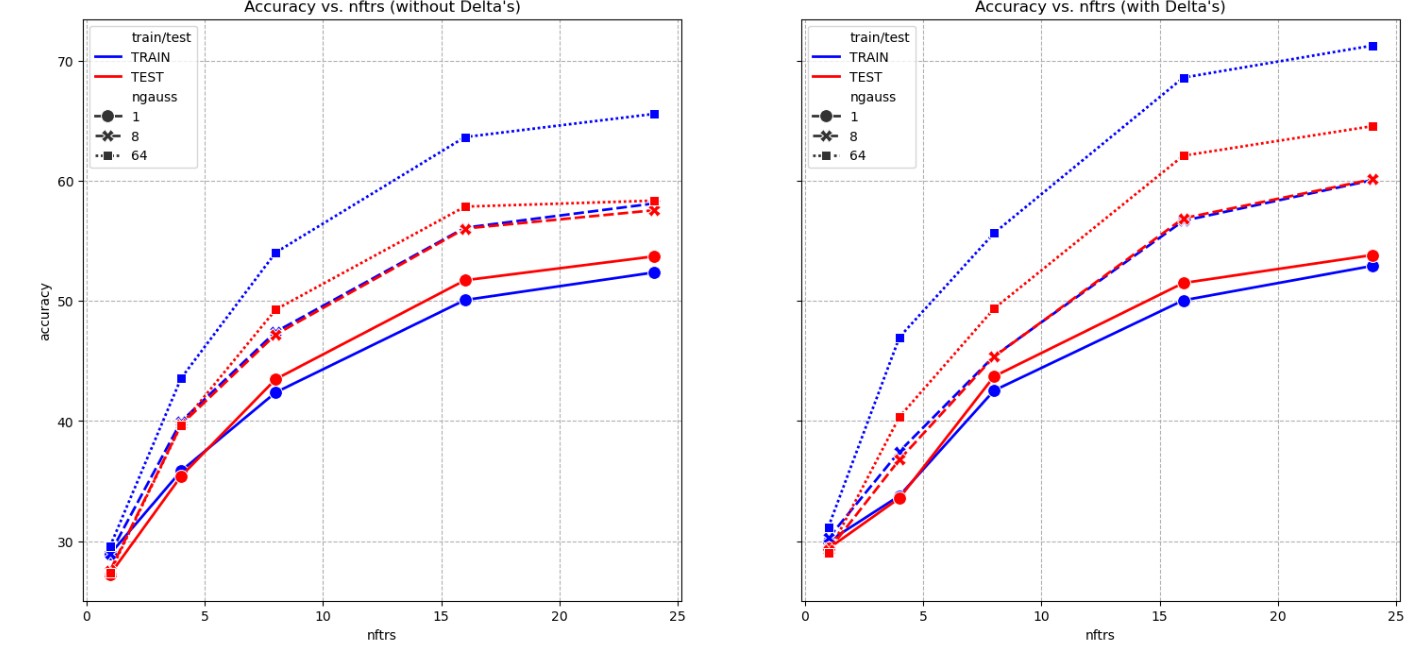 Accuracy vs. nftrs (without Delta's)
train/test
TRAIN
TEST
ngauss
1
8
64
accuracy
70
60
50
40
30
0 5 10 15 20 25
nftrs
Accuracy vs. nftrs (with Delta's)
train/test
TRAIN
TEST
ngauss
1
8
64
0 5 10 15 20 25
nftrs